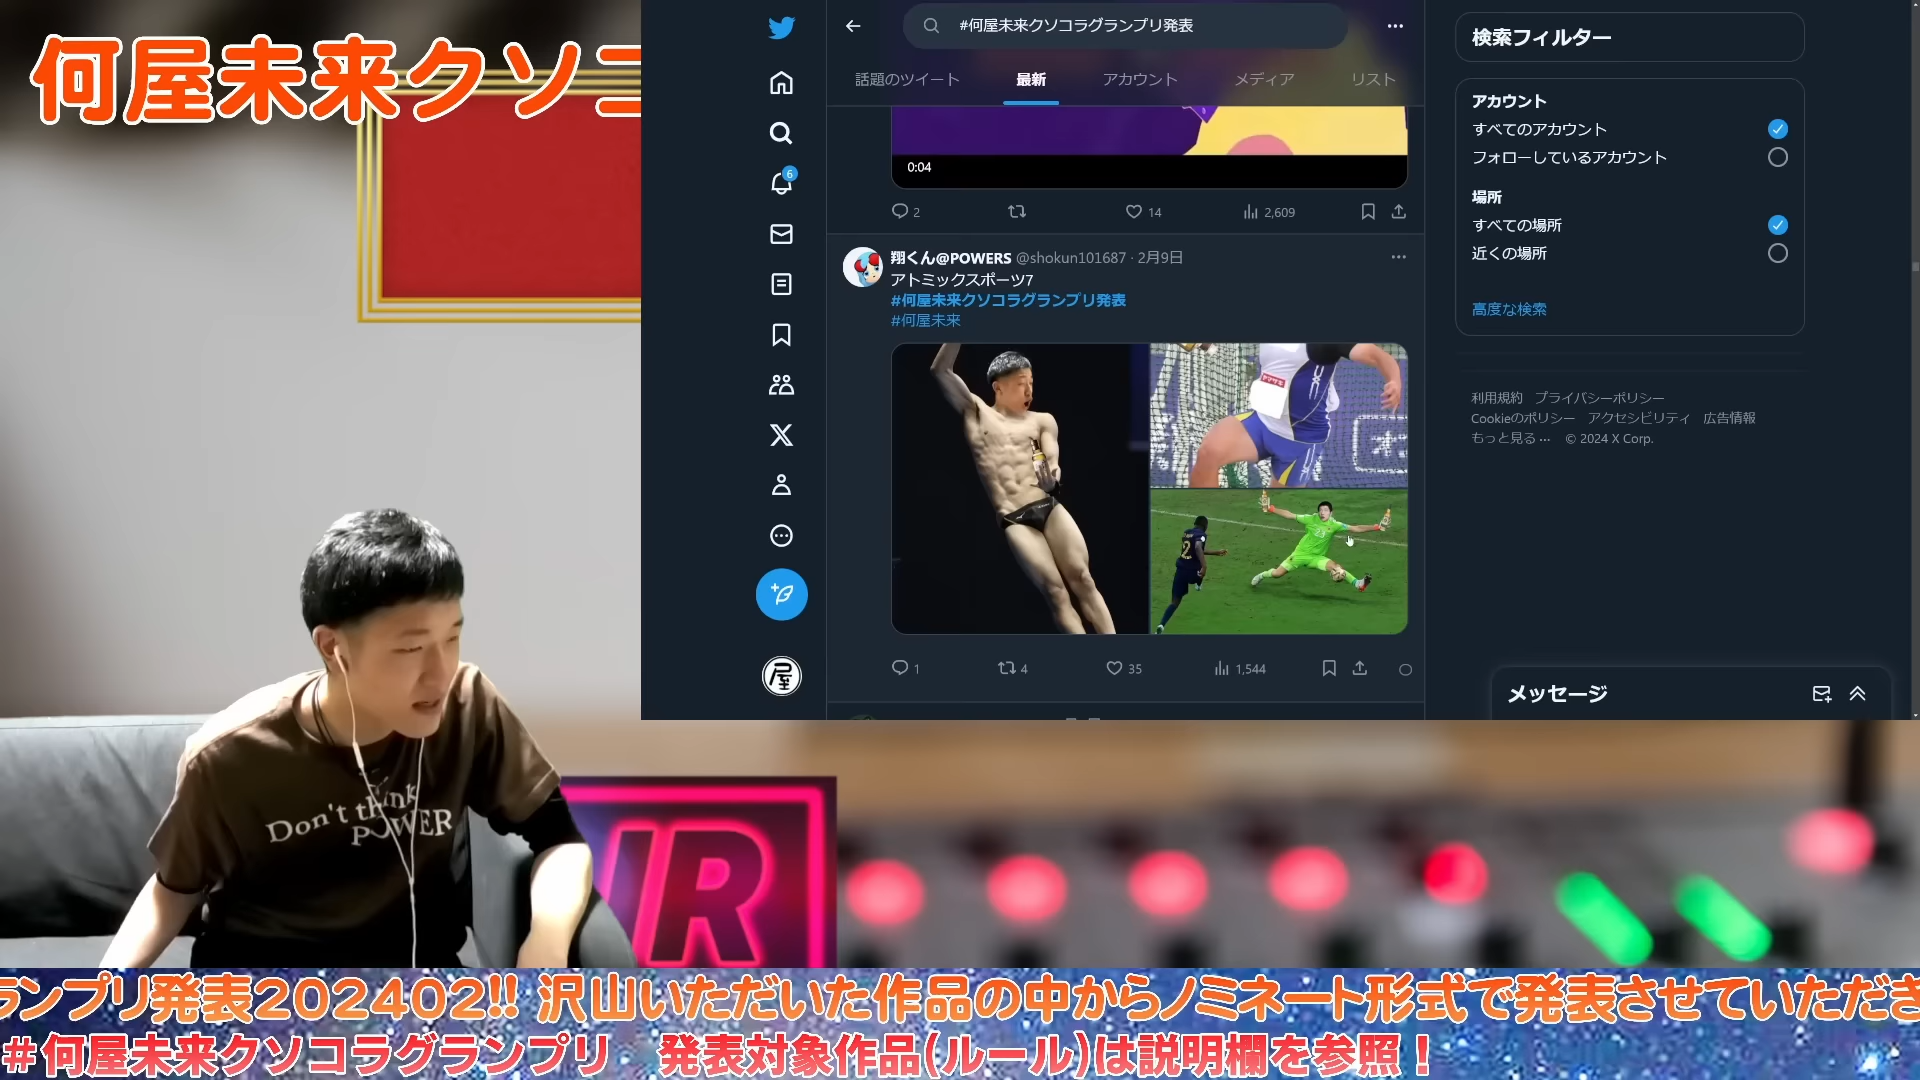 何屋未来クソコ
#何屋未来クソコラグランプリ発表
話題のツイート 最新 アカウント メディア リスト
0:04
2 14 2,609
翔くん@POWERS @shokun101687 · 2月9日
アトミックスポーツ7
#何屋未来クソコラグランプリ発表
#何屋未来
ヤマザキ
23
2
1 4 35 1,544
6
屋
検索フィルター
アカウント
すべてのアカウント
フォローしているアカウント
場所
すべての場所
近くの場所
高度な検索
利用規約 プライバシーポリシー
Cookieのポリシー アクセシビリティ 広告情報
もっと見る … © 2024 X Corp.
メッセージ
Don't think
POWER
R
ランプリ発表202402!! 沢山いただいた作品の中からノミネート形式で発表させていただき
#何屋未来クソコラグランプリ 発表対象作品(ルール)は説明欄を参照!